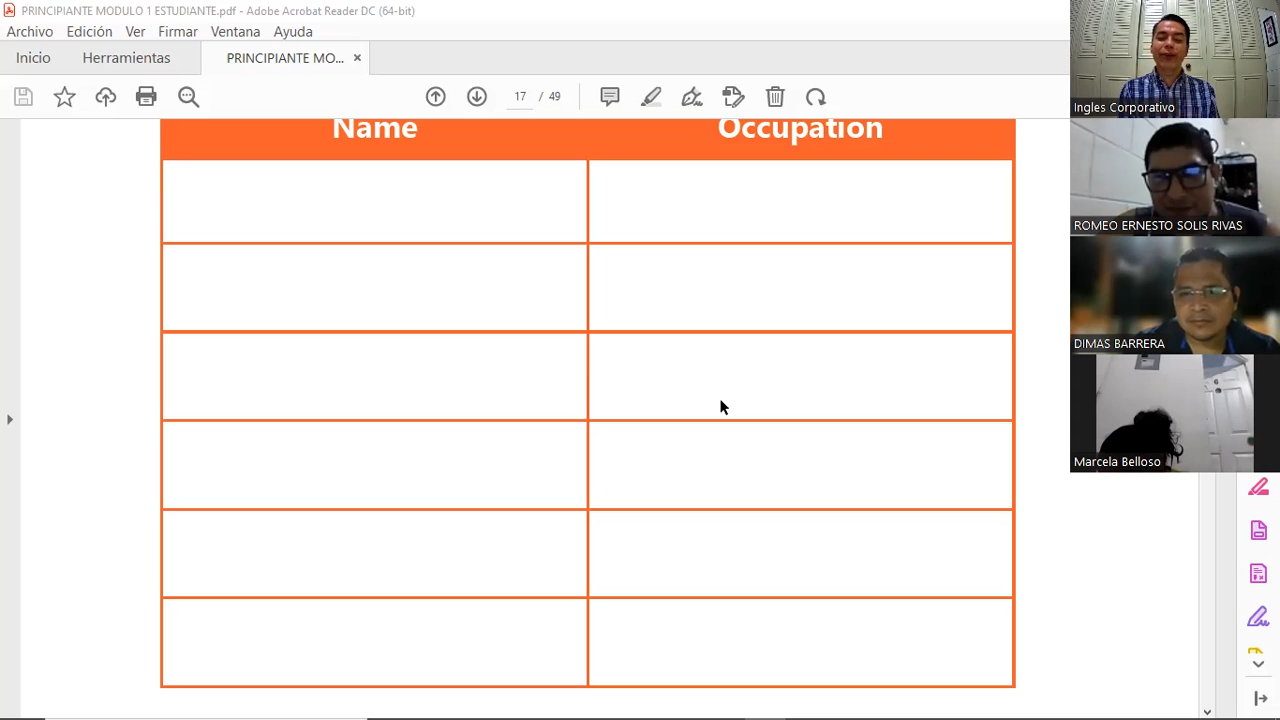 PRINCIPIANTE MODULO 1 ESTUDIANTE.pdf - Adobe Acrobat Reader DC (64-bit)
Archivo Edición Ver Firmar Ventana Ayuda
Inicio Herramientas PRINCIPIANTE MO... ×
17 / 49
Name Occupation
Ingles Corporativo
ROMEO ERNESTO SOLIS RIVAS
DIMAS BARRERA
Marcela Belloso